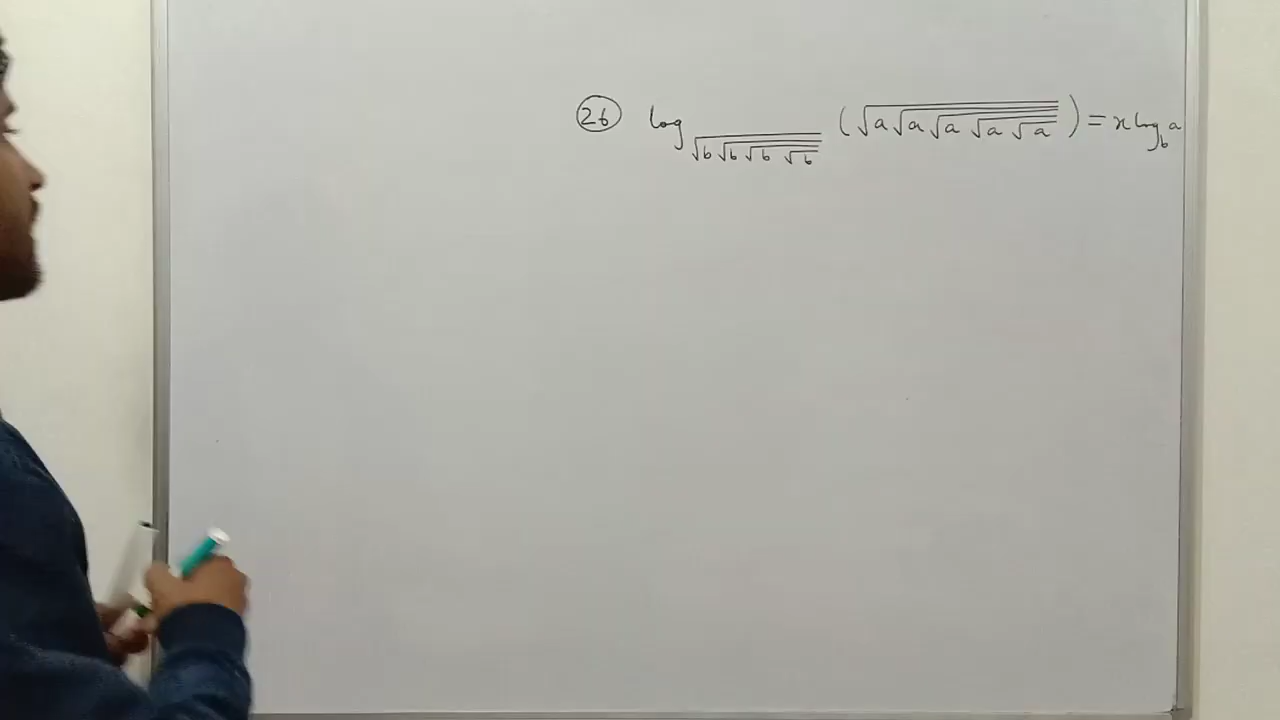 26 log_{√(b√(b√(b√b)))} (√(a√(a√(a√(a√a))))) = x log_b a